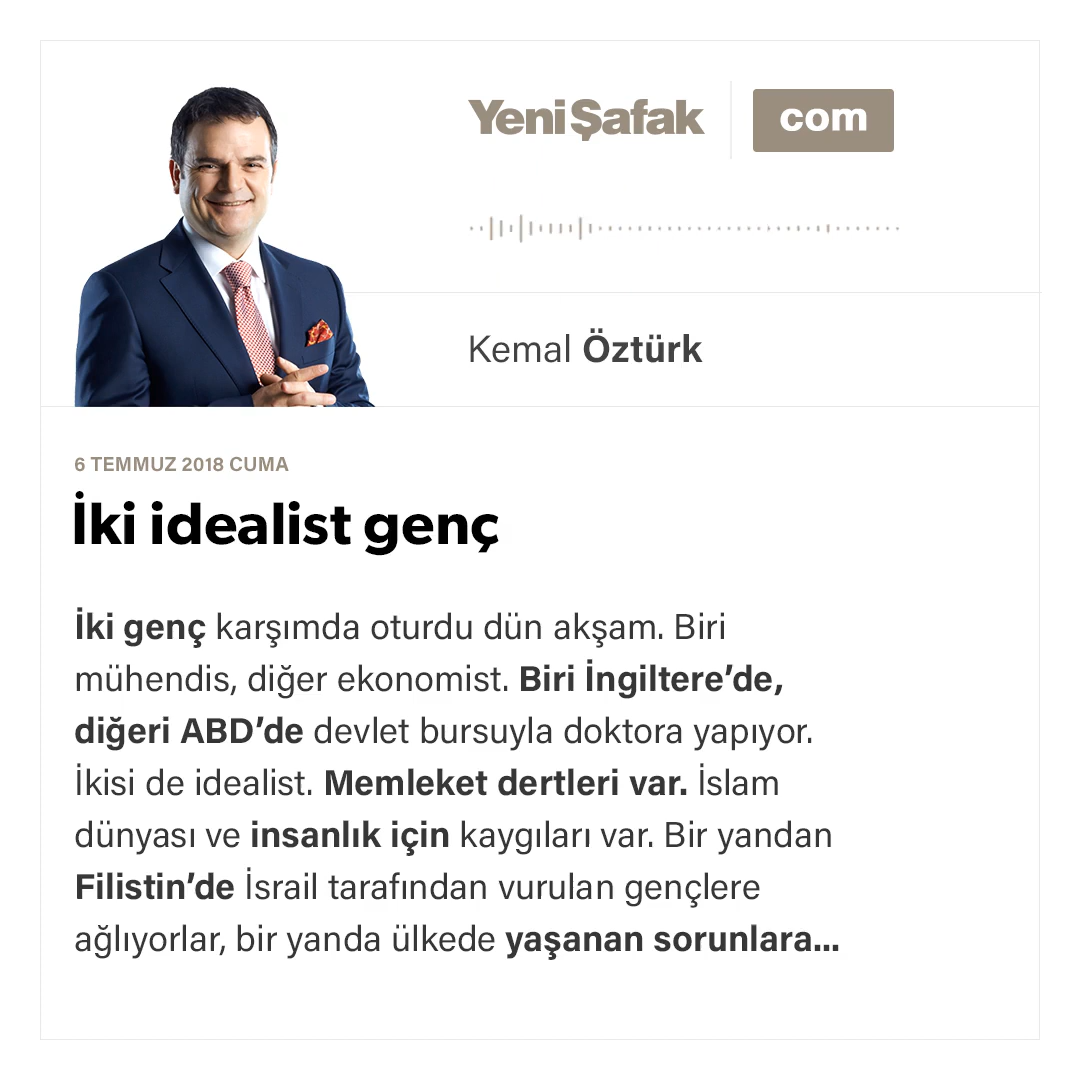 YeniŞafak
com
Kemal Öztürk
6 TEMMUZ 2018 CUMA
İki idealist genç
İki genç karşımda oturdu dün akşam. Biri
mühendis, diğer ekonomist. Biri İngiltere’de,
diğeri ABD’de devlet bursuyla doktora yapıyor.
İkisi de idealist. Memleket dertleri var. İslam
dünyası ve insanlık için kaygıları var. Bir yandan
Filistin’de İsrail tarafından vurulan gençlere
ağlıyorlar, bir yanda ülkede yaşanan sorunlara...